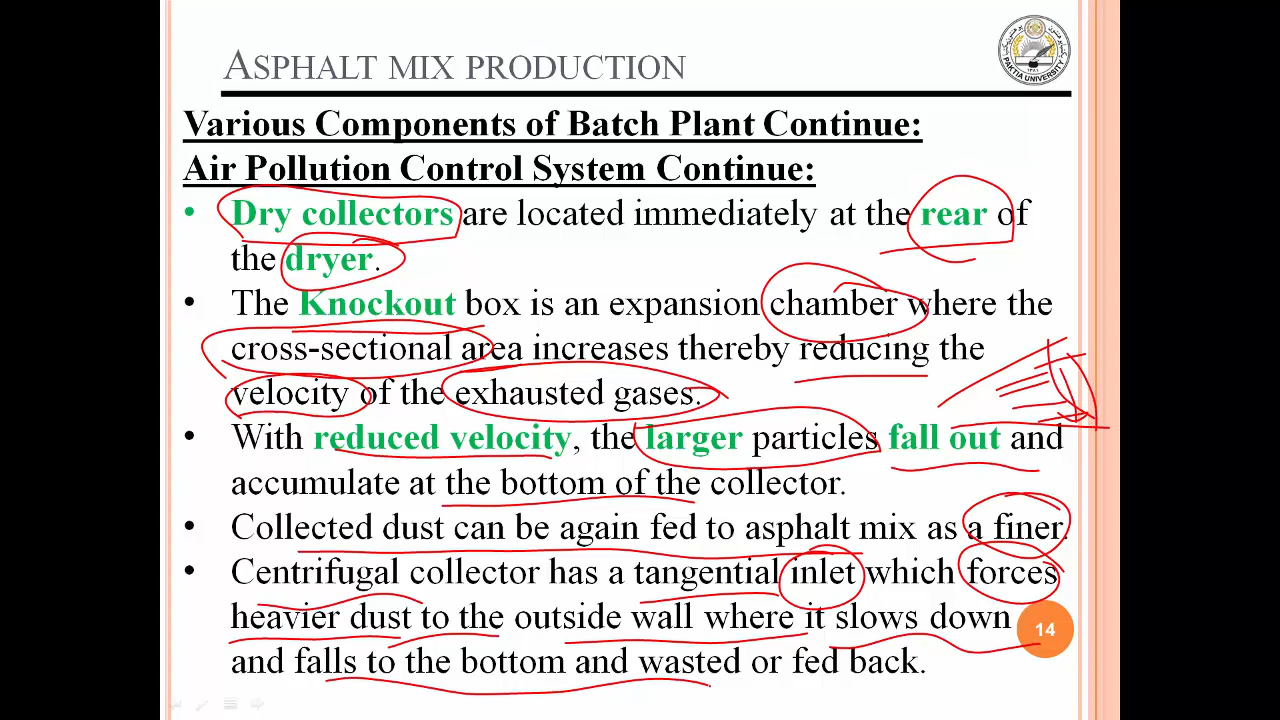 ASPHALT MIX PRODUCTION
PAKTIA UNIVERSITY
Various Components of Batch Plant Continue:
Air Pollution Control System Continue:
• Dry collectors are located immediately at the rear of
the dryer.
• The Knockout box is an expansion chamber where the
cross-sectional area increases thereby reducing the
velocity of the exhausted gases.
• With reduced velocity, the larger particles fall out and
accumulate at the bottom of the collector.
• Collected dust can be again fed to asphalt mix as a finer.
• Centrifugal collector has a tangential inlet which forces
heavier dust to the outside wall where it slows down
and falls to the bottom and wasted or fed back.
14